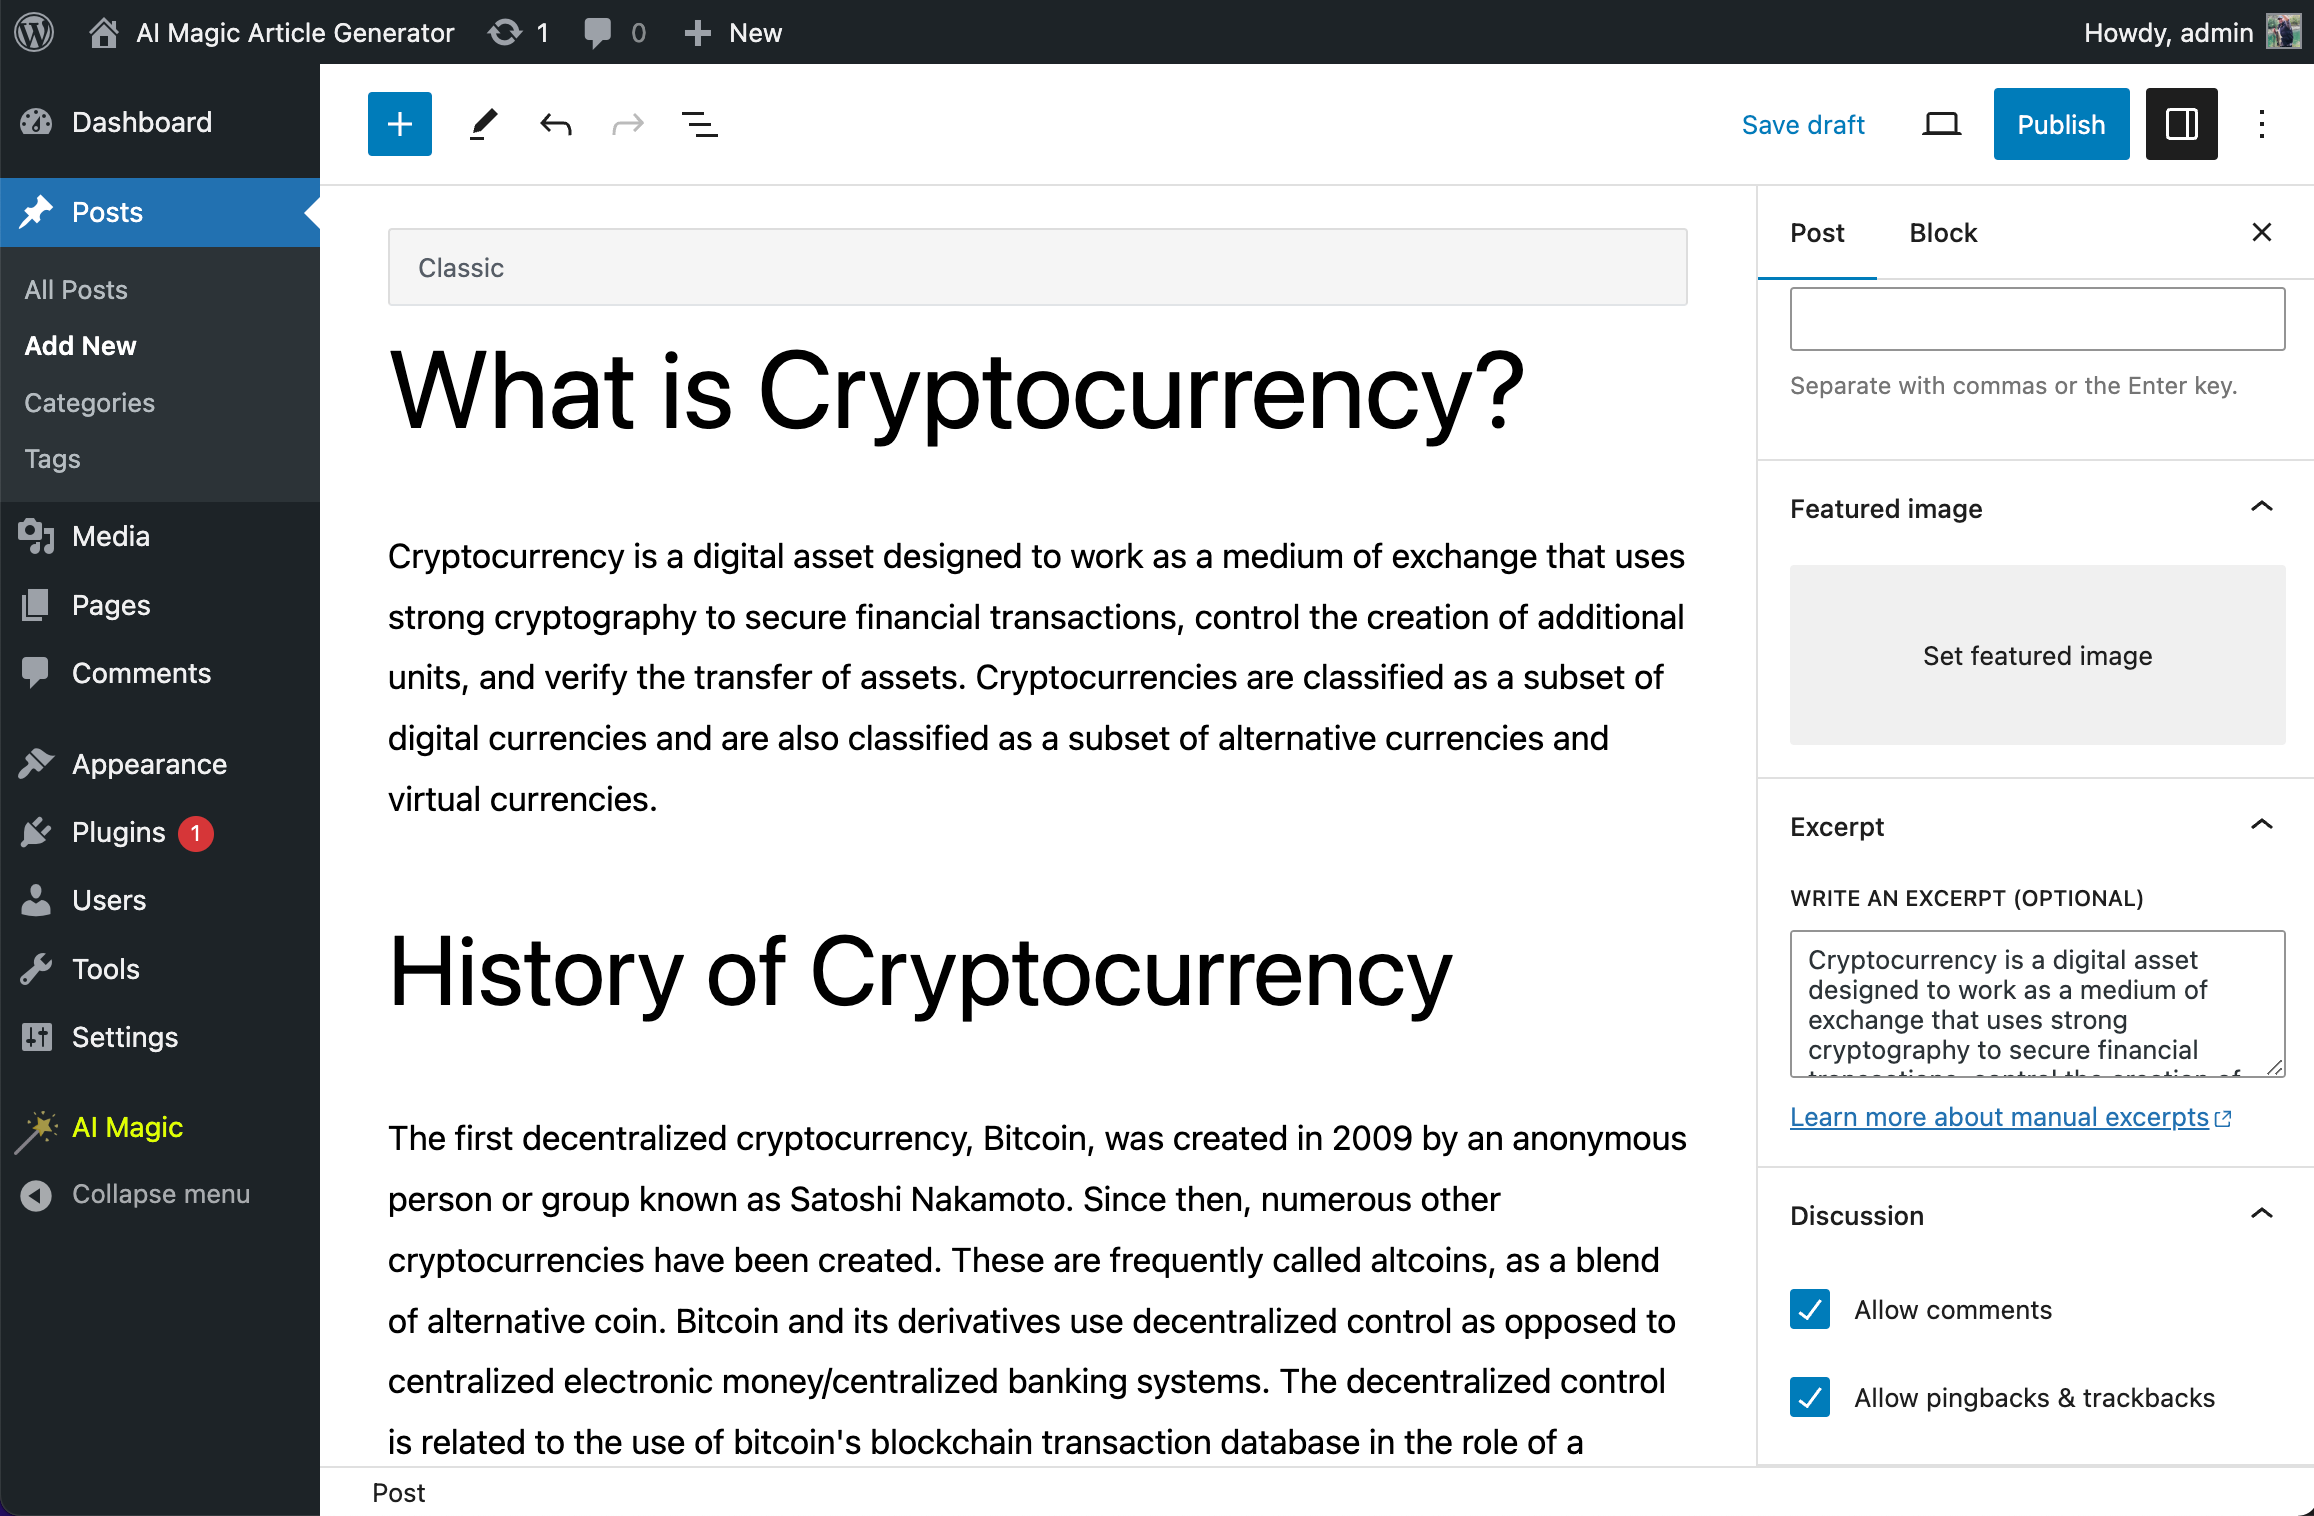 AI Magic Article Generator
1
0
New
Howdy, admin
Dashboard
Posts
All Posts
Add New
Categories
Tags
Media
Pages
Comments
Appearance
Plugins 1
Users
Tools
Settings
AI Magic
Collapse menu
Save draft
Publish
Classic
What is Cryptocurrency?
Cryptocurrency is a digital asset designed to work as a medium of exchange that uses
strong cryptography to secure financial transactions, control the creation of additional
units, and verify the transfer of assets. Cryptocurrencies are classified as a subset of
digital currencies and are also classified as a subset of alternative currencies and
virtual currencies.
History of Cryptocurrency
The first decentralized cryptocurrency, Bitcoin, was created in 2009 by an anonymous
person or group known as Satoshi Nakamoto. Since then, numerous other
cryptocurrencies have been created. These are frequently called altcoins, as a blend
of alternative coin. Bitcoin and its derivatives use decentralized control as opposed to
centralized electronic money/centralized banking systems. The decentralized control
is related to the use of bitcoin's blockchain transaction database in the role of a
Post
Post
Block
Separate with commas or the Enter key.
Featured image
Set featured image
Excerpt
WRITE AN EXCERPT (OPTIONAL)
Cryptocurrency is a digital asset
designed to work as a medium of
exchange that uses strong
cryptography to secure financial
transactions, control the creation of
Learn more about manual excerpts
Discussion
Allow comments
Allow pingbacks & trackbacks